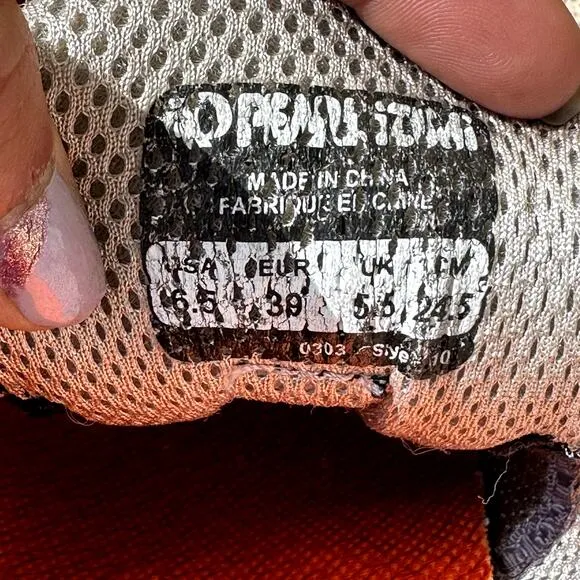 PEARL iZUMi
MADE IN CHINA
FABRIQUE EN CHINE
USA EUR UK CM
6.5 39 5.5 24.5
0303